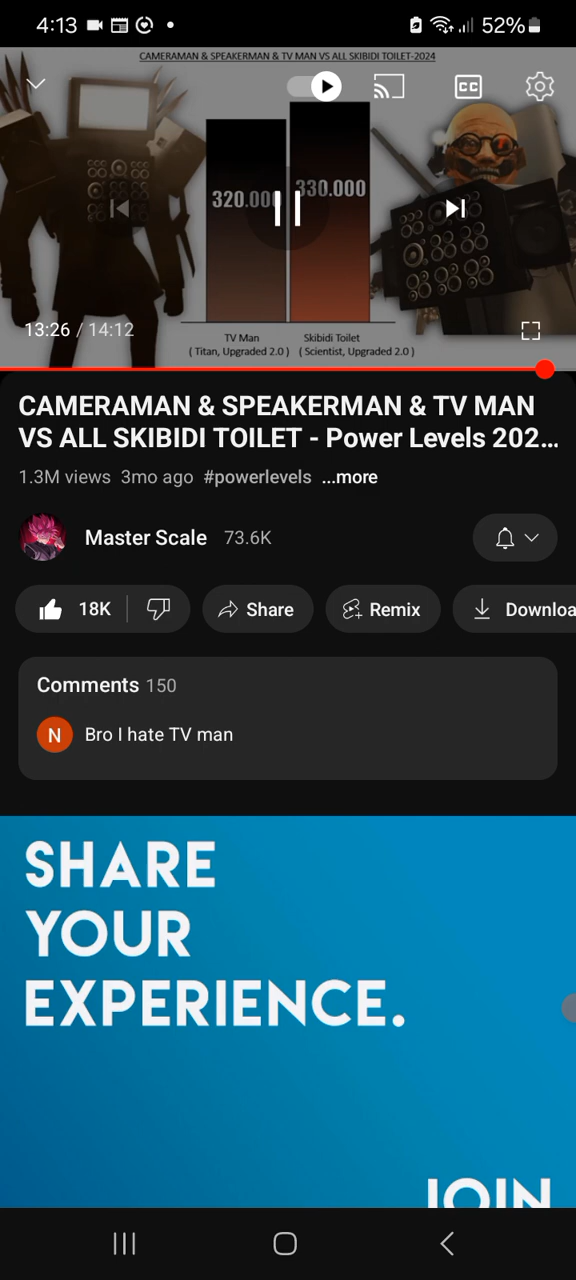 4:13
52%
CAMERAMAN & SPEAKERMAN & TV MAN VS ALL SKIBIDI TOILET-2024
CC
320.000
330.000
13:26 / 14:12
TV Man
Skibidi Toilet
( Titan, Upgraded 2.0 )
( Scientist, Upgraded 2.0 )
CAMERAMAN & SPEAKERMAN & TV MAN
VS ALL SKIBIDI TOILET - Power Levels 202…
1.3M views 3mo ago #powerlevels ...more
Master Scale 73.6K
18K
Share
Remix
Downloa
Comments 150
N
Bro I hate TV man
SHARE
YOUR
EXPERIENCE.
JOIN